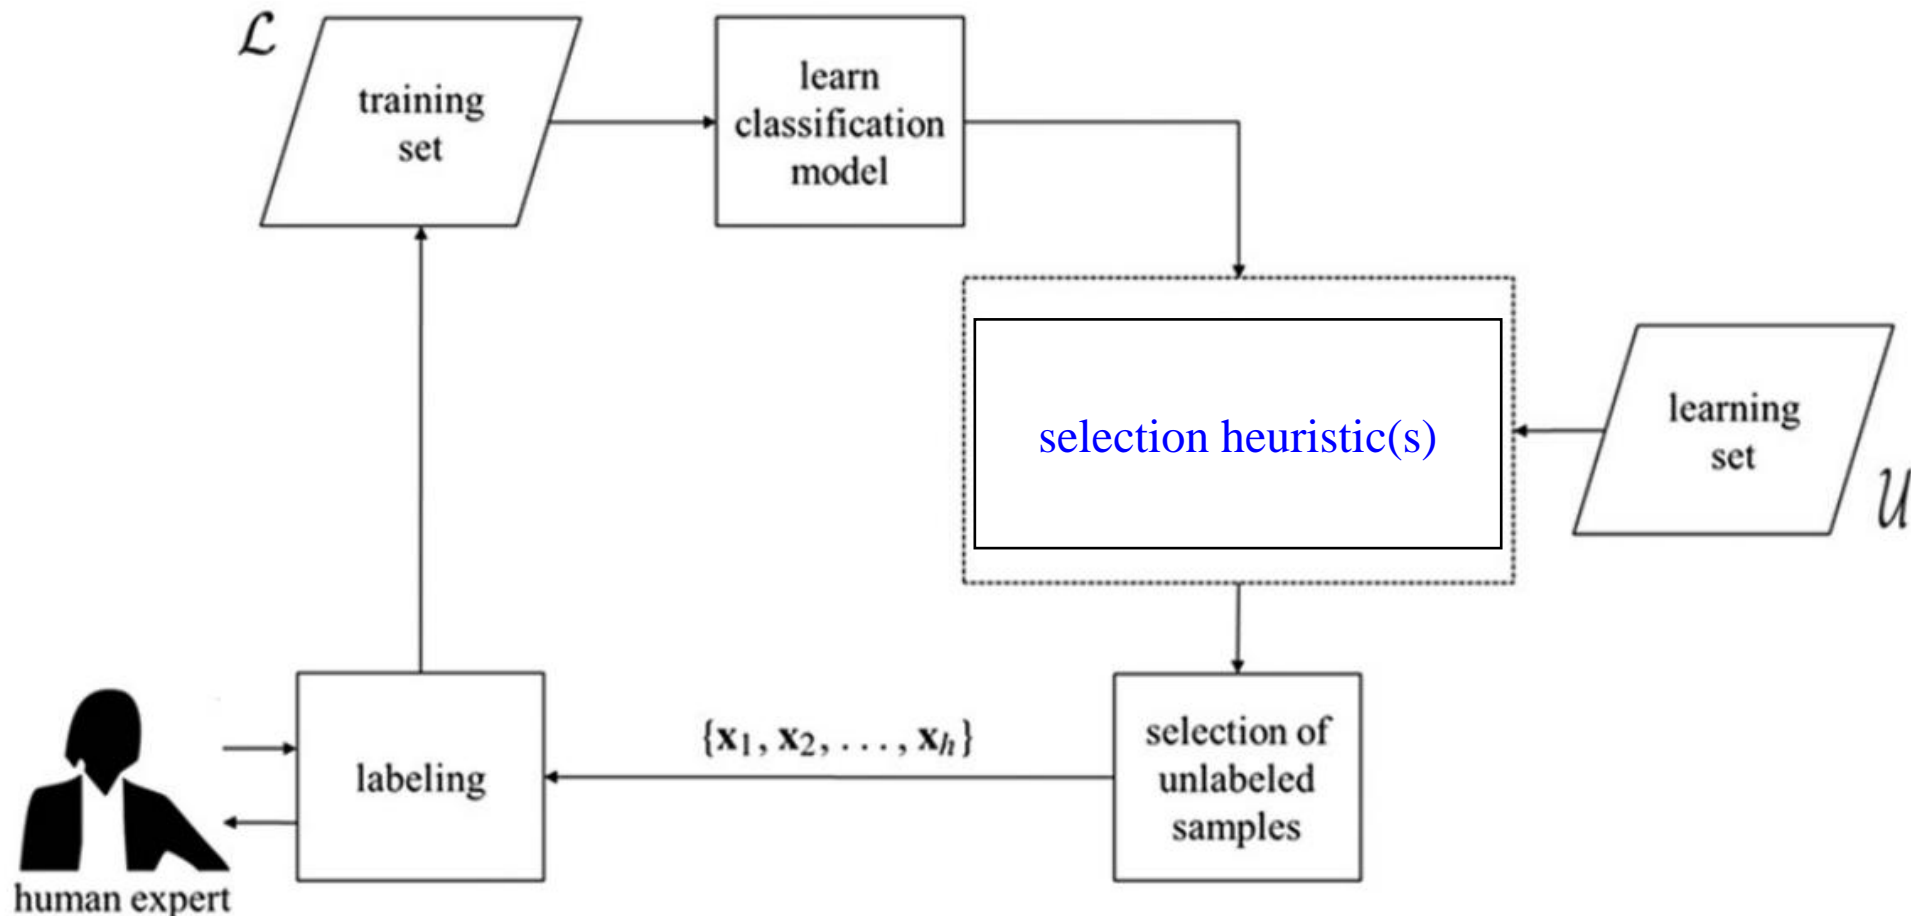 ℒ
training
set
learn
classification
model
selection heuristic(s)
learning
set
𝒰
{x1, x2, . . . , xh}
selection of
unlabeled
samples
labeling
human expert